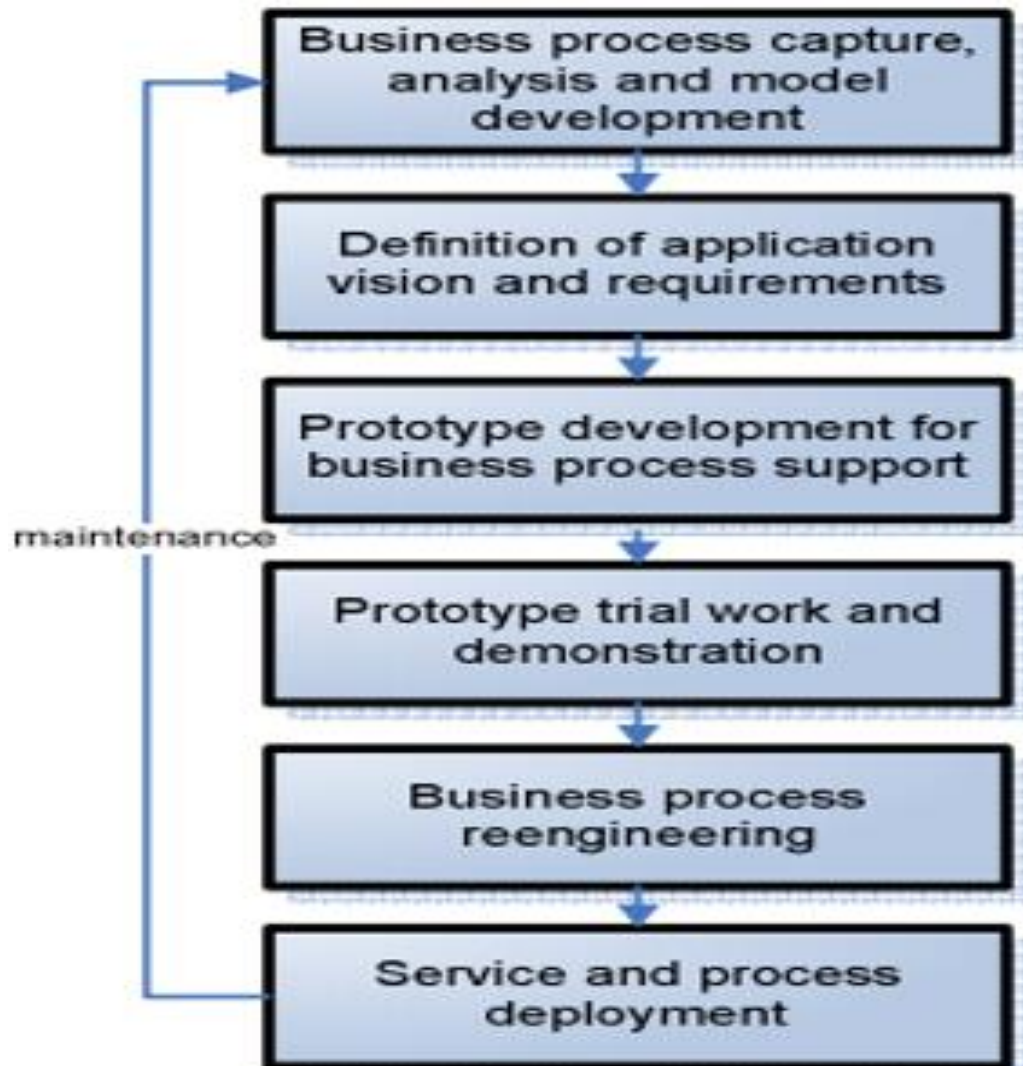 Business process capture,
analysis and model
development
Definition of application
vision and requirements
Prototype development for
business process support
maintenance
Prototype trial work and
demonstration
Business process
reengineering
Service and process
deployment